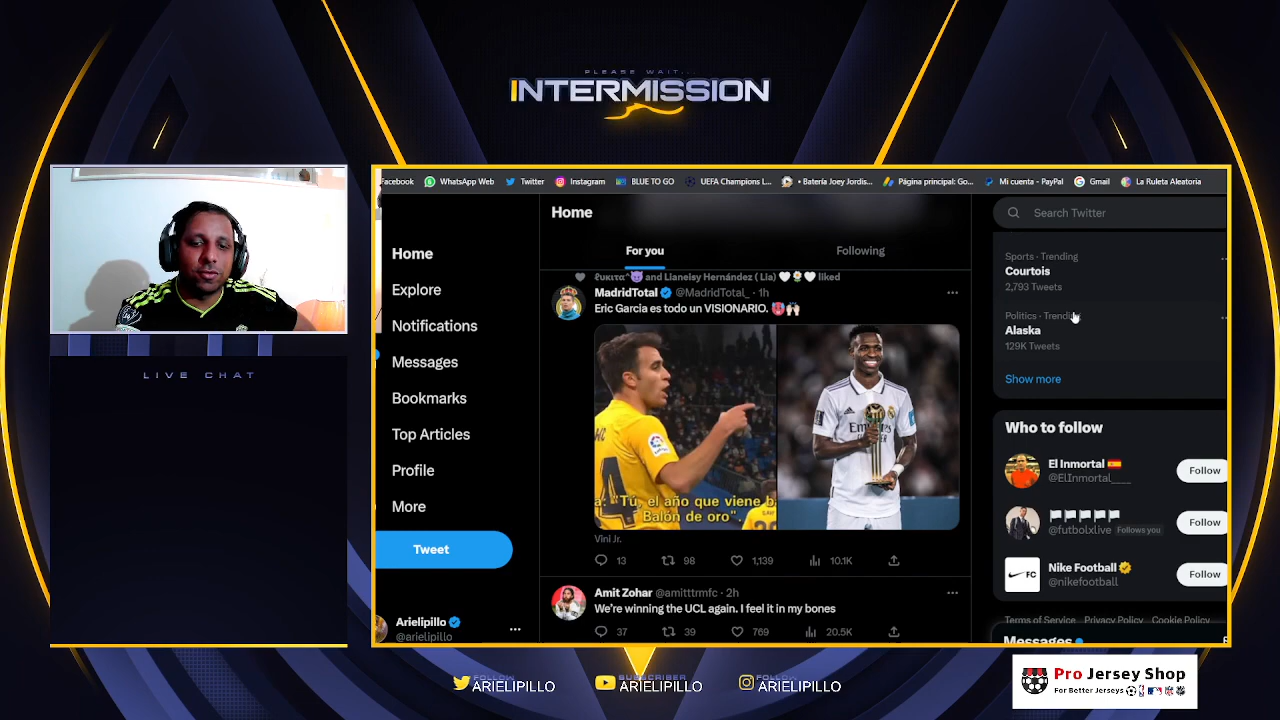 PLEASE WAIT...
INTERMISSION
Facebook
WhatsApp Web
Twitter
Instagram
BLUE TO GO
UEFA Champions L...
• Batería Joey Jordis...
Página principal: Go...
Mi cuenta - PayPal
Gmail
La Ruleta Aleatoria
Home
Explore
Notifications
Messages
Bookmarks
Top Articles
Profile
More
Tweet
Arielipillo
@arielipillo
Home
For you
Following
and Lianeisy Hernández ( Lia) liked
MadridTotal @MadridTotal_ · 1h
Eric Garcia es todo un VISIONARIO.
a: "Tú, el año que viene b
Balón de oro".
Vini Jr.
13
98
1,139
10.1K
Amit Zohar @amitttrmfc · 2h
We're winning the UCL again. I feel it in my bones
37
39
769
20.5K
Search Twitter
Sports · Trending
Courtois
2,793 Tweets
Politics · Trending
Alaska
129K Tweets
Show more
Who to follow
El Inmortal
@ElInmortal____
Follow
@futbolxlive Follows you
Follow
Nike Football
@nikefootball
Follow
Terms of Service Privacy Policy Cookie Policy
Messages
LIVE CHAT
FOLLOW
ARIELIPILLO
SUBSCRIBER
ARIELIPILLO
FOLLOW
ARIELIPILLO
Pro Jersey Shop
For Better Jerseys